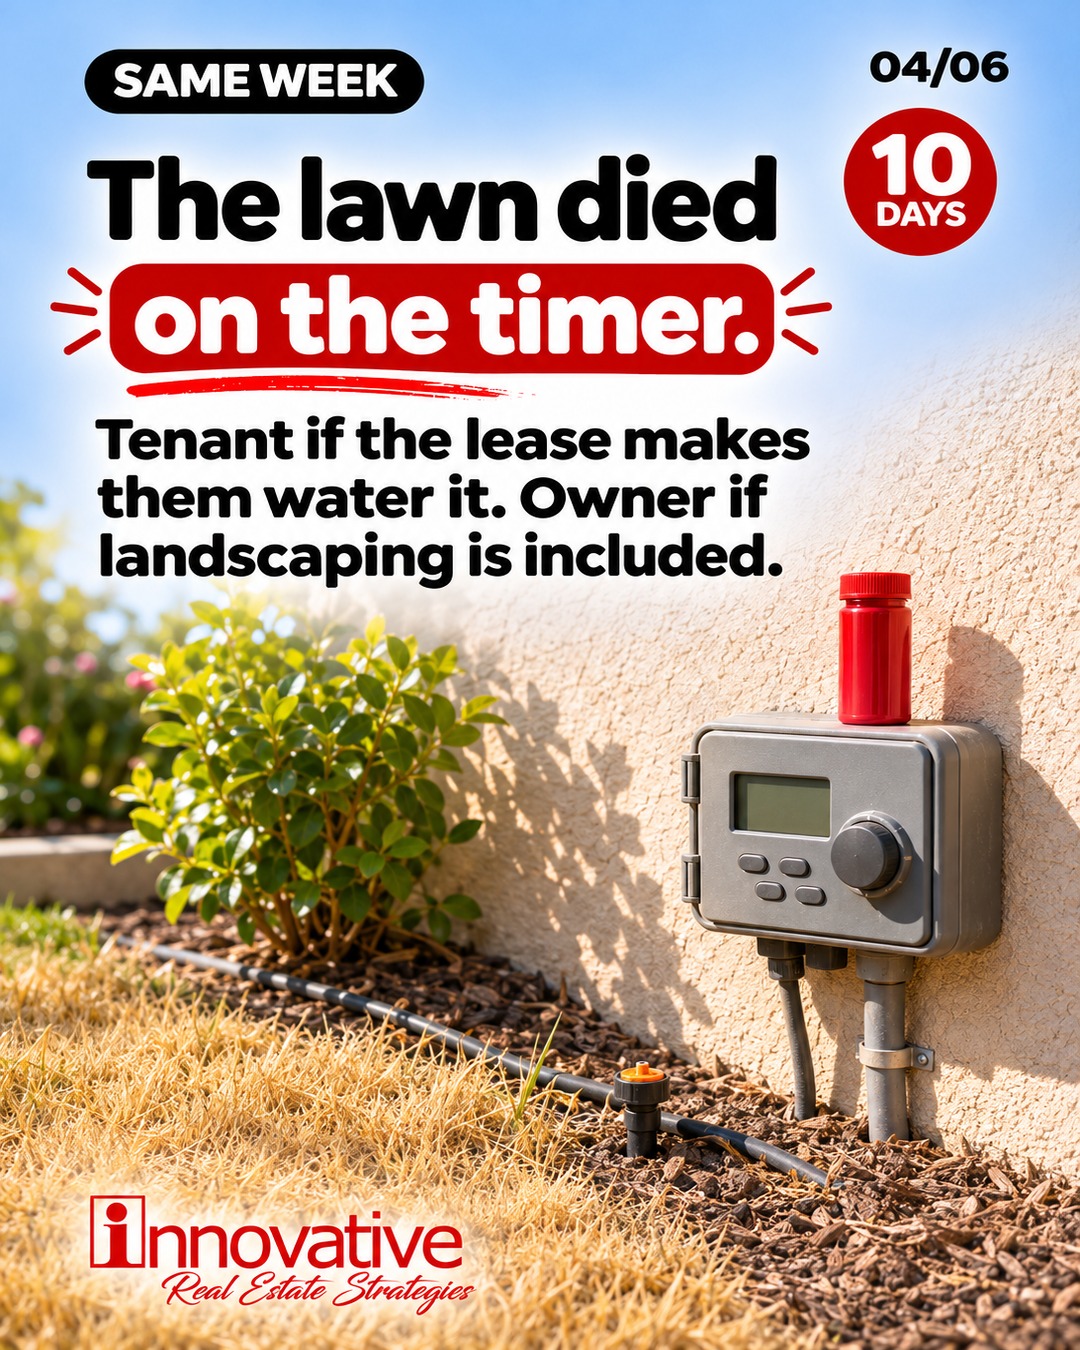 SAME WEEK
04/06
10
DAYS
The lawn died
on the timer.
Tenant if the lease makes
them water it. Owner if
landscaping is included.
innovative
Real Estate Strategies